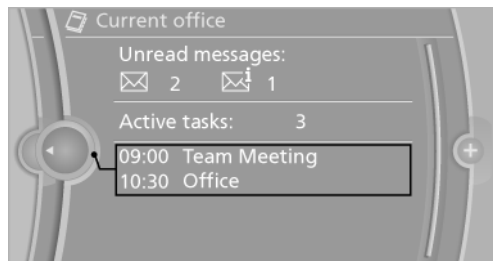 Current office
Unread messages:
2 1
Active tasks: 3
09:00 Team Meeting
10:30 Office